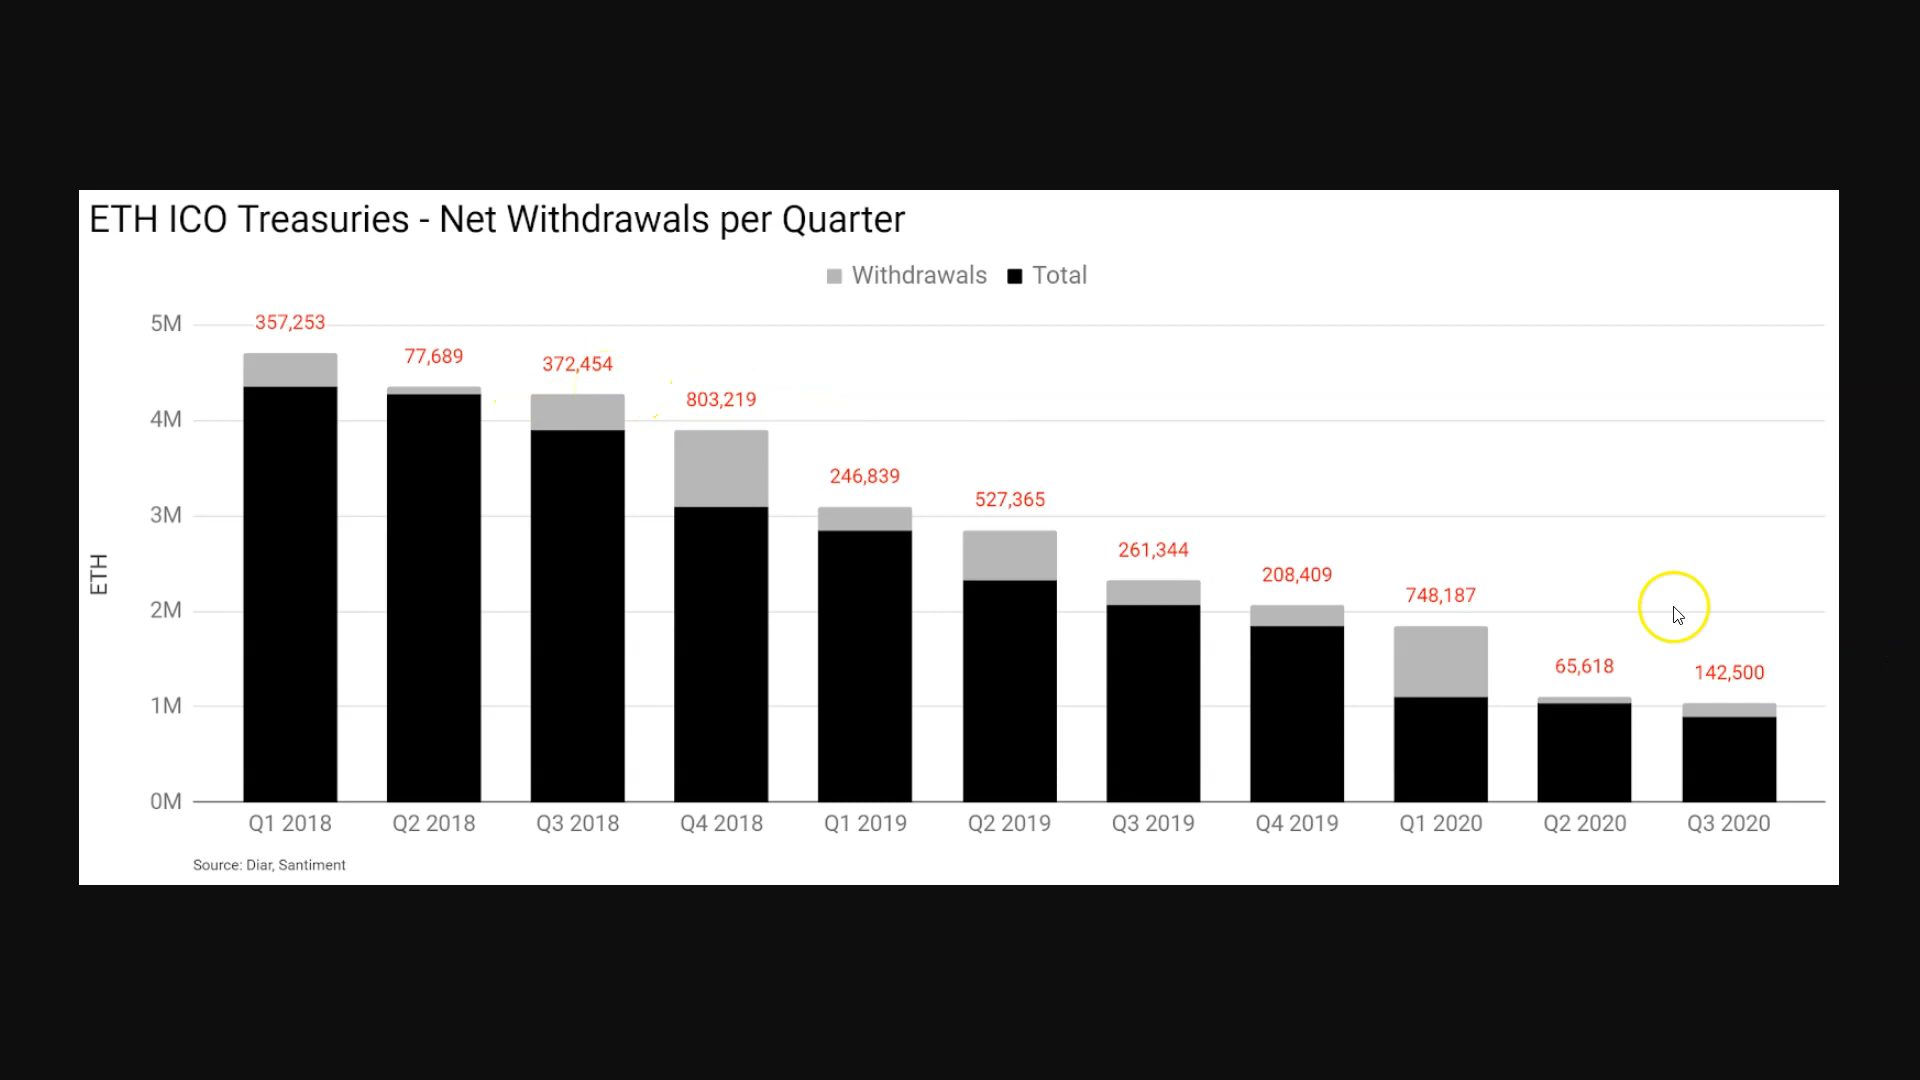 ETH ICO Treasuries - Net Withdrawals per Quarter
Withdrawals Total
5M
4M
3M
2M
1M
0M
ETH
357,253
77,689
372,454
803,219
246,839
527,365
261,344
208,409
748,187
65,618
142,500
Q1 2018 Q2 2018 Q3 2018 Q4 2018 Q1 2019 Q2 2019 Q3 2019 Q4 2019 Q1 2020 Q2 2020 Q3 2020
Source: Diar, Santiment